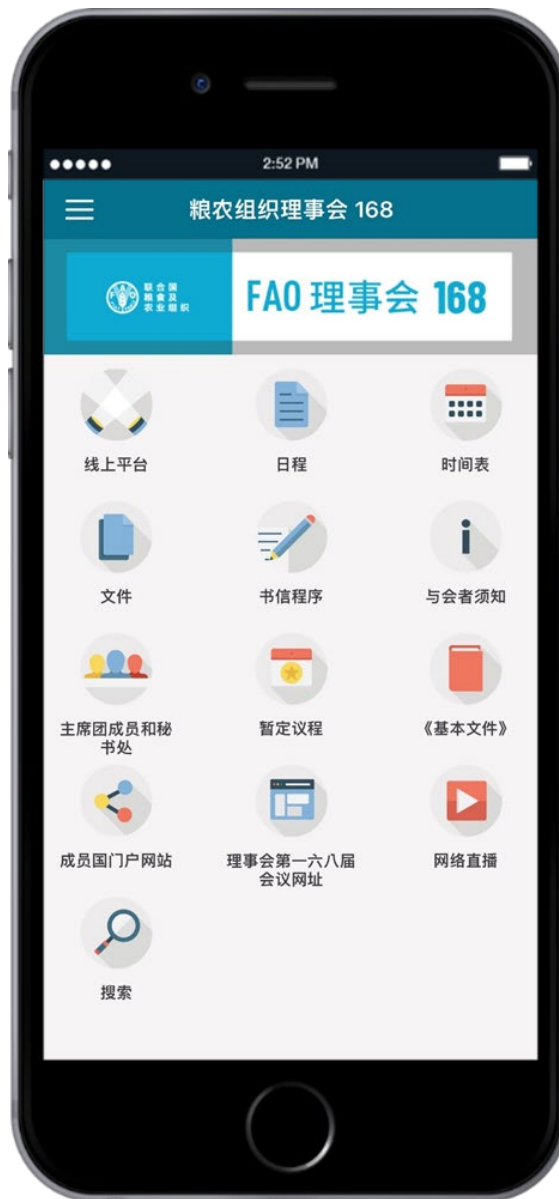 2:52 PM
粮农组织理事会 168
联合国
粮食及
农业组织
FAO 理事会 168
线上平台
日程
时间表
文件
书信程序
与会者须知
主席团成员和秘
书处
暂定议程
《基本文件》
成员国门户网站
理事会第一六八届
会议网址
网络直播
搜索